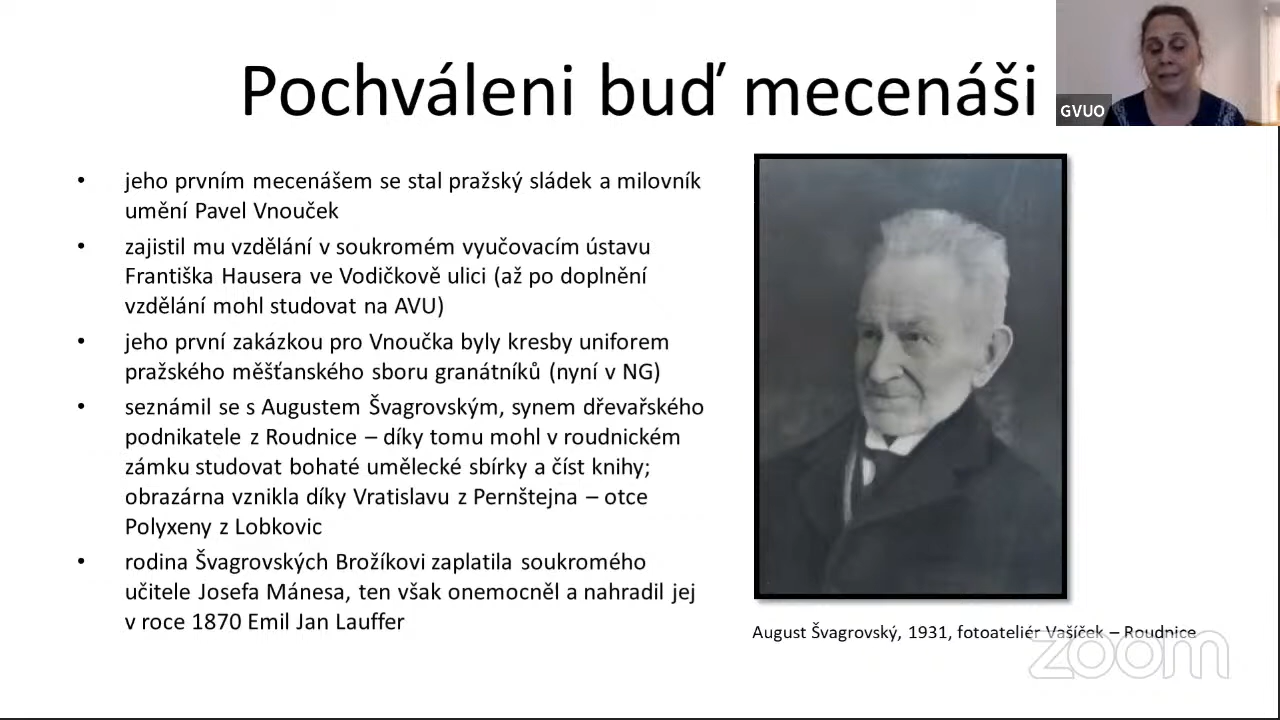 Pochváleni buď mecenáši
GVUO
• jeho prvním mecenášem se stal pražský sládek a milovník
umění Pavel Vnouček
• zajistil mu vzdělání v soukromém vyučovacím ústavu
Františka Hausera ve Vodičkově ulici (až po doplnění
vzdělání mohl studovat na AVU)
• jeho první zakázkou pro Vnoučka byly kresby uniforem
pražského měšťanského sboru granátníků (nyní v NG)
• seznámil se s Augustem Švagrovským, synem dřevařského
podnikatele z Roudnice – díky tomu mohl v roudnickém
zámku studovat bohaté umělecké sbírky a číst knihy;
obrazárna vznikla díky Vratislavu z Pernštejna – otce
Polyxeny z Lobkovic
• rodina Švagrovských Brožíkovi zaplatila soukromého
učitele Josefa Mánesa, ten však onemocněl a nahradil jej
v roce 1870 Emil Jan Lauffer
August Švagrovský, 1931, fotoateliér Vašíček – Roudnice
zoom